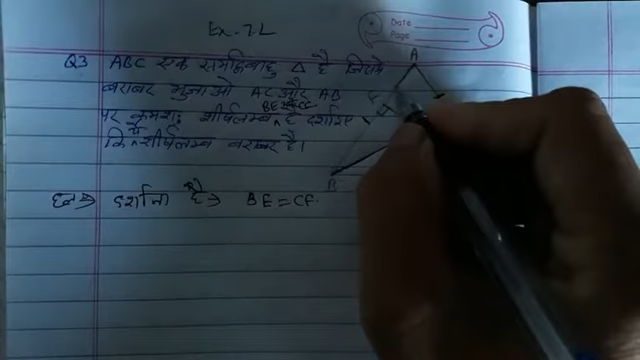 Ex-7.2
Date
Page
Q3 ABC एक समद्विबाहु △ है जिसमे
बराबर भुजाओ AC और AB
BE और CF
पर क्रमश: शीर्षलम्ब है दर्शाइए
कि ये शीर्षलम्ब बराबर है।
A
F
B
हल⇒ दर्शाना है⇒ BE=CF.